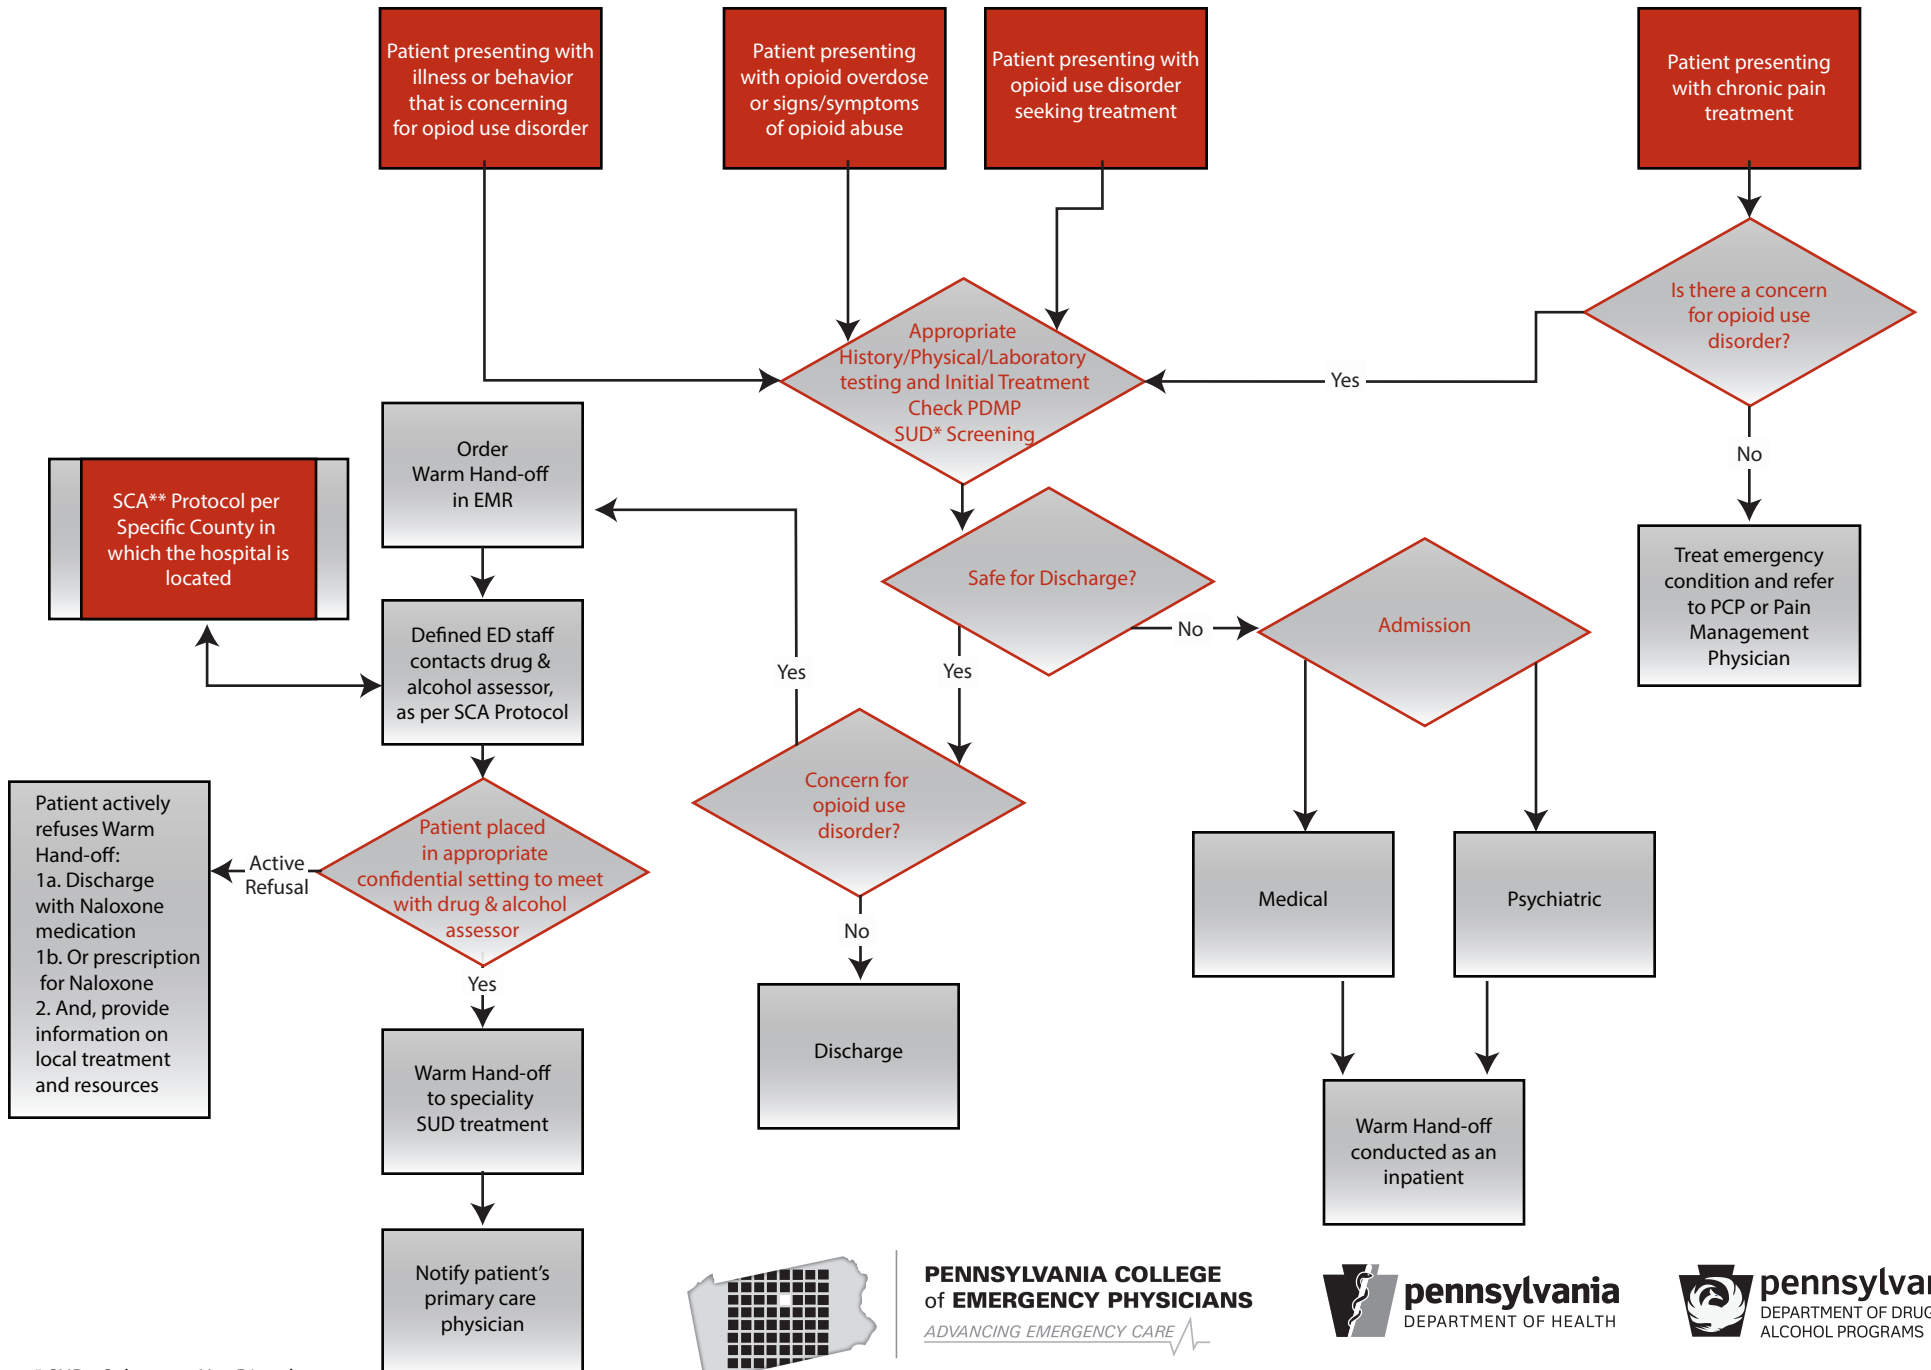 Patient presenting with
illness or behavior
that is concerning
for opiod use disorder
Patient presenting
with opioid overdose
or signs/symptoms
of opioid abuse
Patient presenting with
opioid use disorder
seeking treatment
Patient presenting
with chronic pain
treatment
Is there a concern
for opioid use
disorder?
Appropriate
History/Physical/Laboratory
testing and Initial Treatment
Check PDMP
SUD* Screening
Yes
No
Order
Warm Hand-off
in EMR
SCA** Protocol per
Specific County in
which the hospital is
located
Safe for Discharge?
Treat emergency
condition and refer
to PCP or Pain
Management
Physician
Defined ED staff
contacts drug &
alcohol assessor,
as per SCA Protocol
No
Admission
Yes
Yes
Concern for
opioid use
disorder?
Patient actively
refuses Warm
Hand-off:
1a. Discharge
with Naloxone
medication
1b. Or prescription
for Naloxone
2. And, provide
information on
local treatment
and resources
Active
Refusal
Patient placed
in appropriate
confidential setting to meet
with drug & alcohol
assessor
Medical
Psychiatric
No
Yes
Discharge
Warm Hand-off
to speciality
SUD treatment
Warm Hand-off
conducted as an
inpatient
Notify patient's
primary care
physician
PENNSYLVANIA COLLEGE
of EMERGENCY PHYSICIANS
ADVANCING EMERGENCY CARE
pennsylvania
DEPARTMENT OF HEALTH
pennsylva
DEPARTMENT OF DRUG
ALCOHOL PROGRAMS